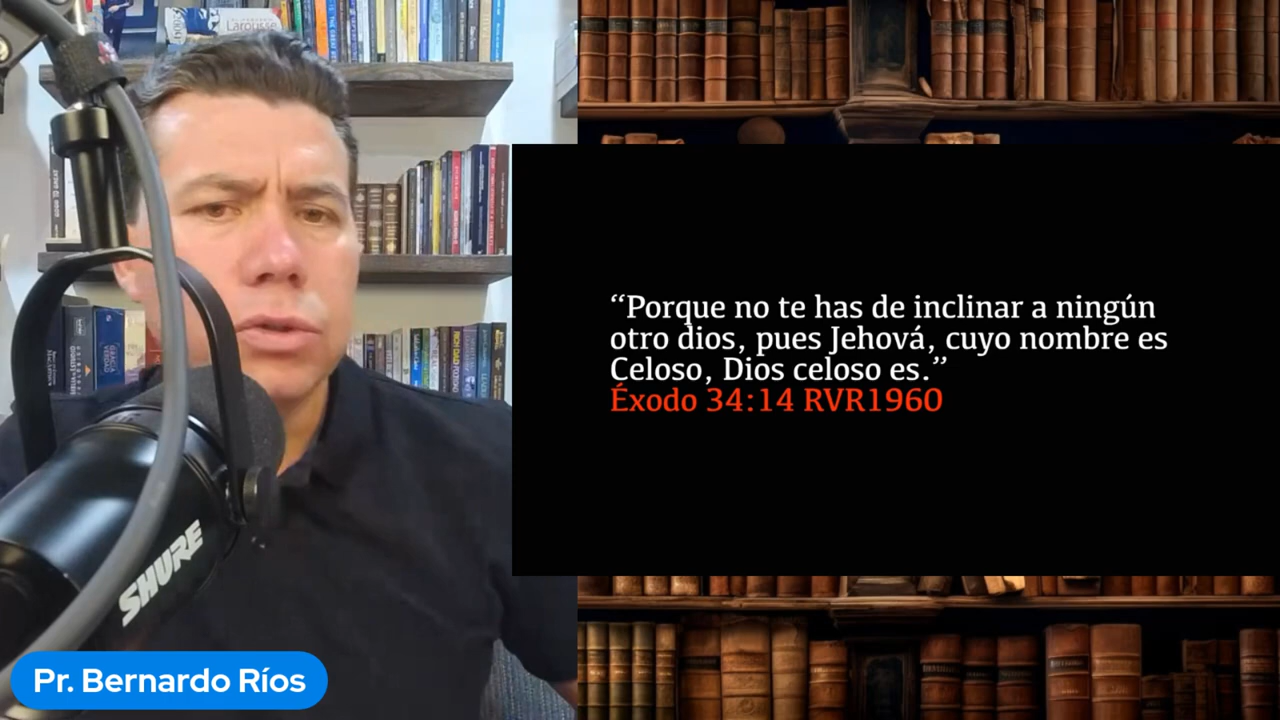 Larousse
“Porque no te has de inclinar a ningún
otro dios, pues Jehová, cuyo nombre es
Celoso, Dios celoso es.”
Éxodo 34:14 RVR1960
SHURE
Pr. Bernardo Ríos